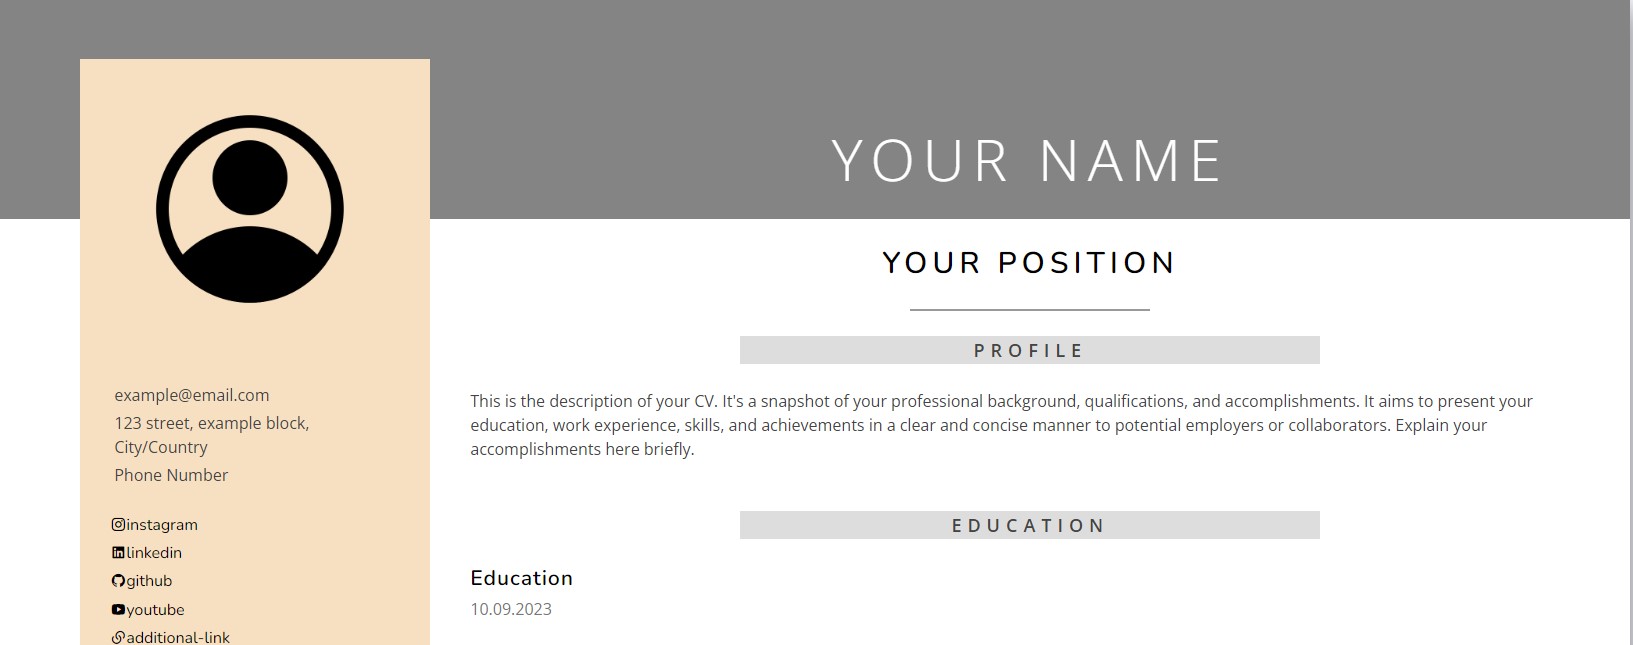 YOUR NAME
YOUR POSITION
PROFILE
This is the description of your CV. It's a snapshot of your professional background, qualifications, and accomplishments. It aims to present your
education, work experience, skills, and achievements in a clear and concise manner to potential employers or collaborators. Explain your
accomplishments here briefly.
EDUCATION
Education
10.09.2023
example@email.com
123 street, example block,
City/Country
Phone Number
instagram
linkedin
github
youtube
additional-link